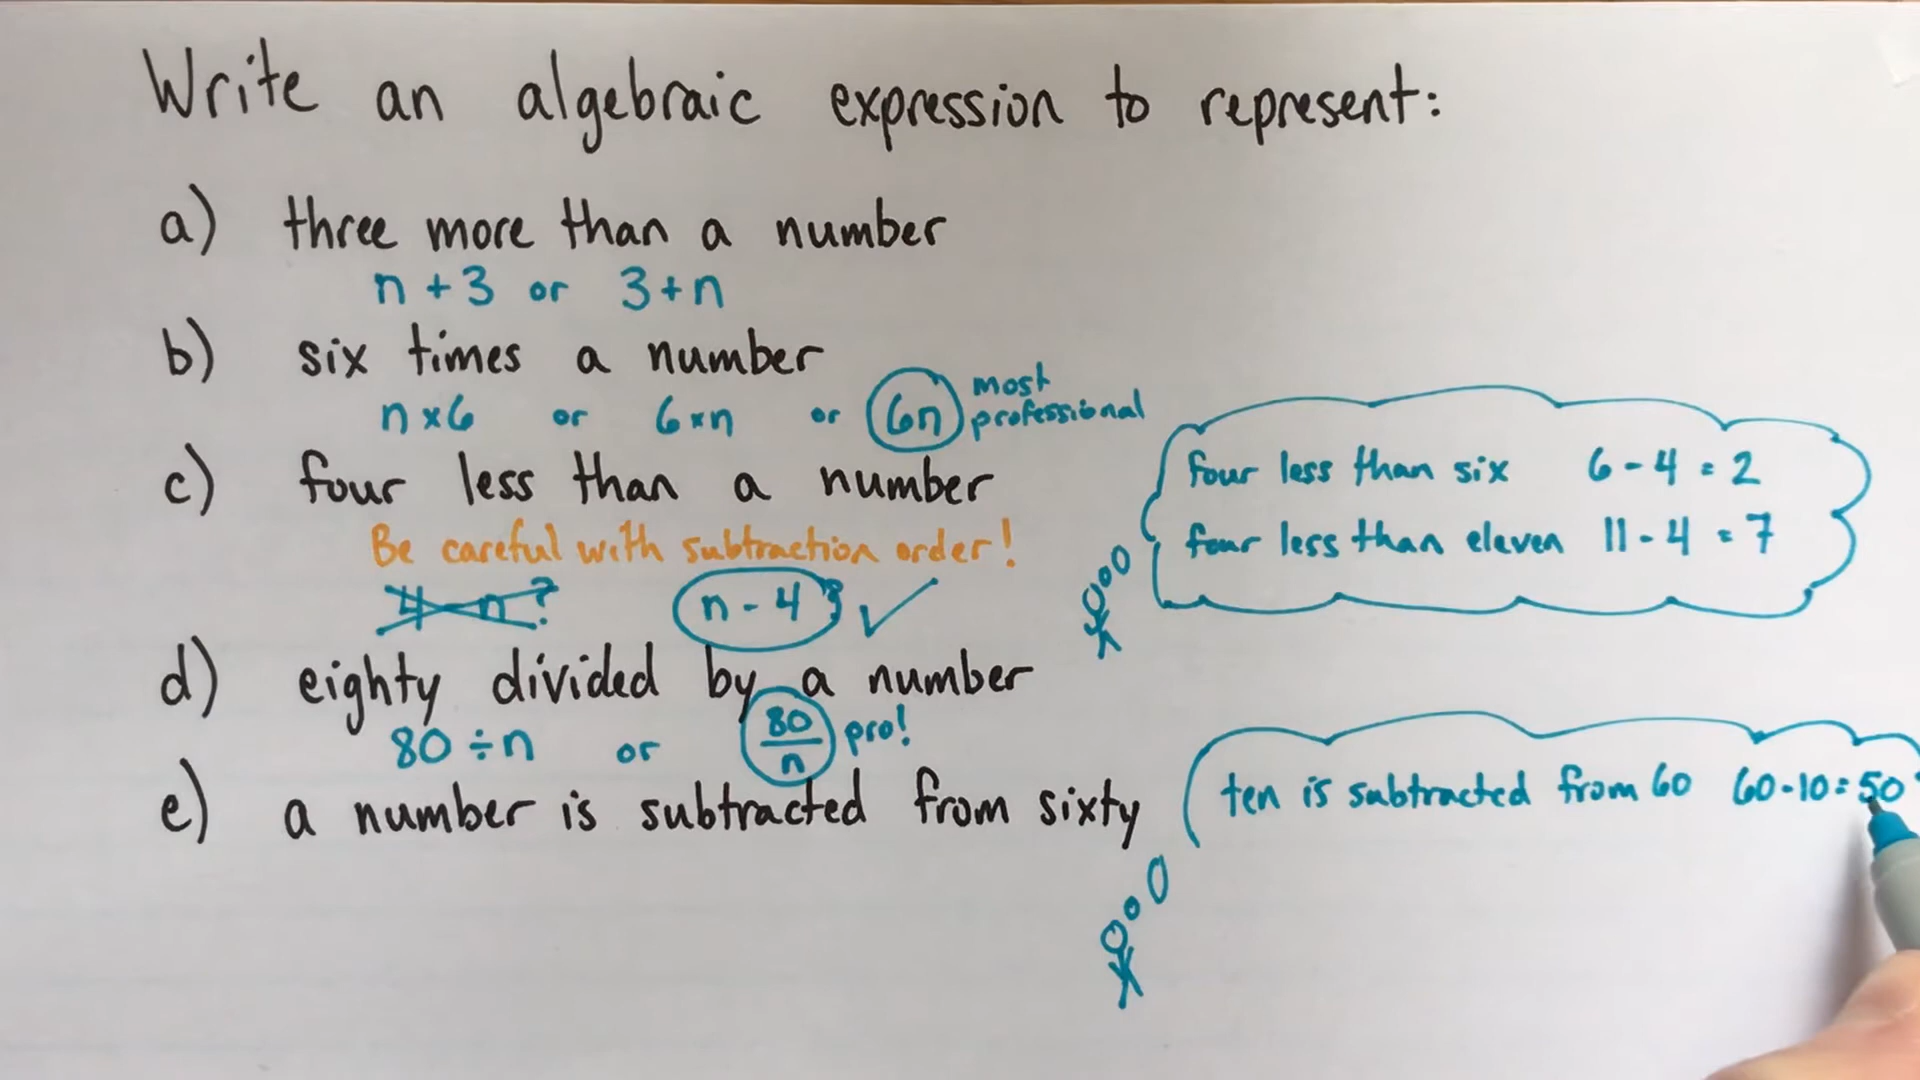 Write an algebraic expression to represent:
a) three more than a number
n + 3 or 3 + n
b) six times a number
n × 6 or 6 × n or 6n most professional
c) four less than a number
Be careful with subtraction order!
4 - n ?
n - 4
four less than six 6 - 4 = 2
four less than eleven 11 - 4 = 7
d) eighty divided by a number
80 ÷ n or 80/n pro!
e) a number is subtracted from sixty
ten is subtracted from 60 60 - 10 = 50